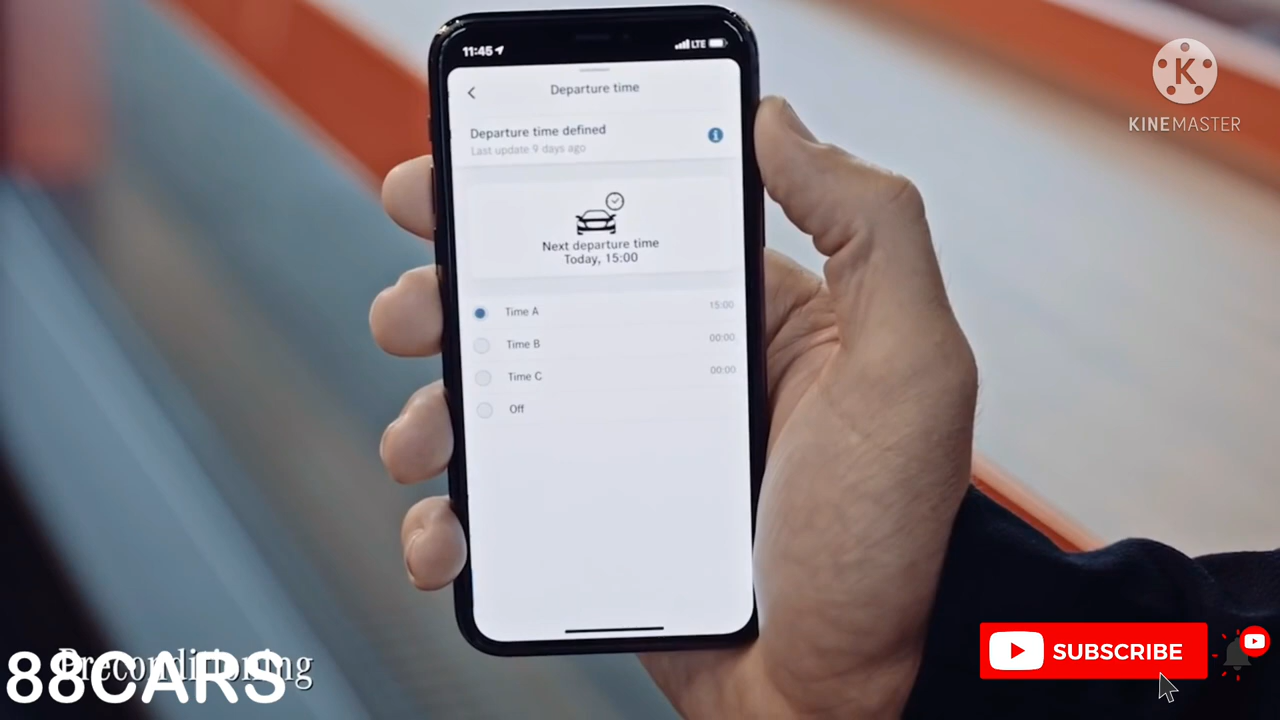 11:45
LTE
Departure time
Departure time defined
Last update 9 days ago
Next departure time
Today, 15:00
Time A 15:00
Time B 00:00
Time C 00:00
Off
K
KINEMASTER
Preconditioning
88CARS
SUBSCRIBE